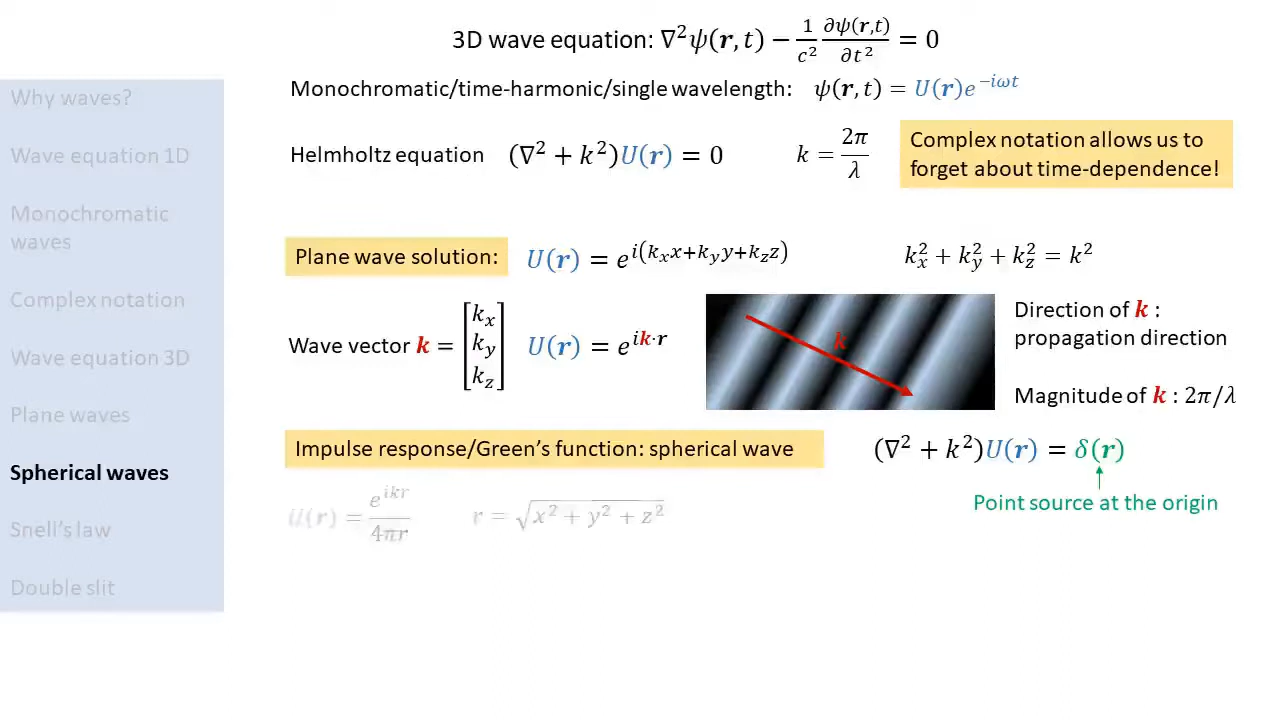 3D wave equation: ∇²ψ(r, t) − 1/c² ∂ψ(r,t)/∂t² = 0
Monochromatic/time-harmonic/single wavelength: ψ(r, t) = U(r)e^{−iωt}
Helmholtz equation (∇² + k²)U(r) = 0 k = 2π/λ
Complex notation allows us to
forget about time-dependence!
Plane wave solution: U(r) = e^{i(k_x x+k_y y+k_z z)} k_x² + k_y² + k_z² = k²
Wave vector k = [k_x k_y k_z] U(r) = e^{ik·r}
k
Direction of k :
propagation direction
Magnitude of k : 2π/λ
Impulse response/Green's function: spherical wave (∇² + k²)U(r) = δ(r)
Point source at the origin
U(r) = e^{ikr}/4πr r = √(x² + y² + z²)
Why waves?
Wave equation 1D
Monochromatic
waves
Complex notation
Wave equation 3D
Plane waves
Spherical waves
Snell's law
Double slit